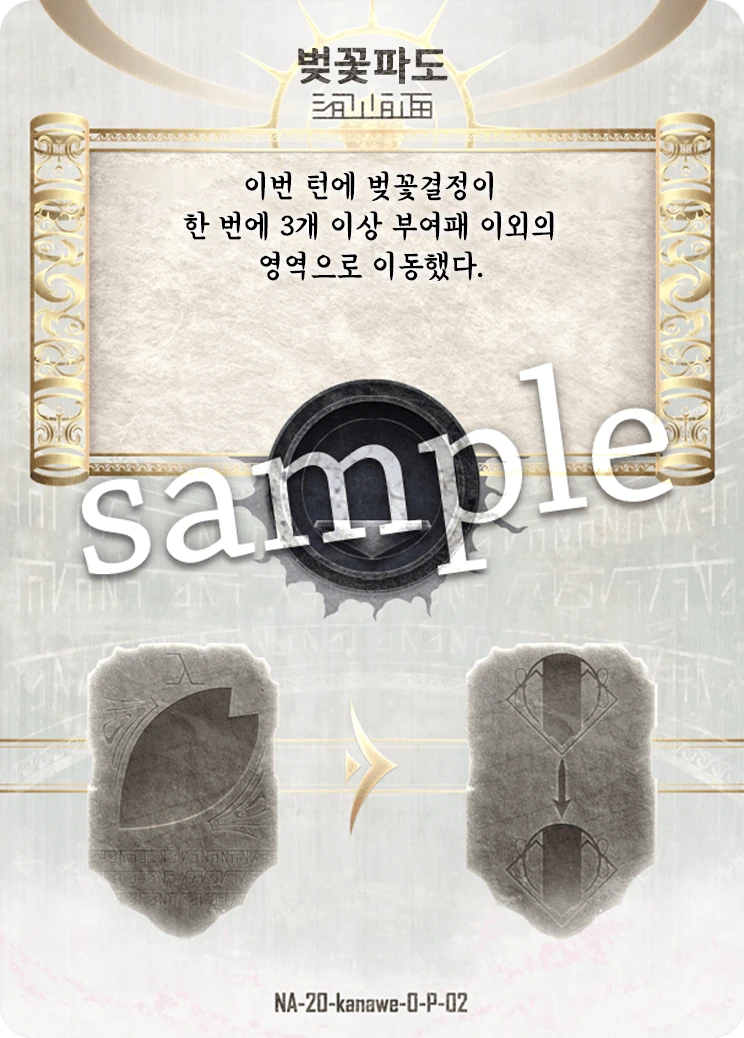 벚꽃파도
이번 턴에 벚꽃결정이
한 번에 3개 이상 부여패 이외의
영역으로 이동했다.
sample
NA-20-kanawe-O-P-02